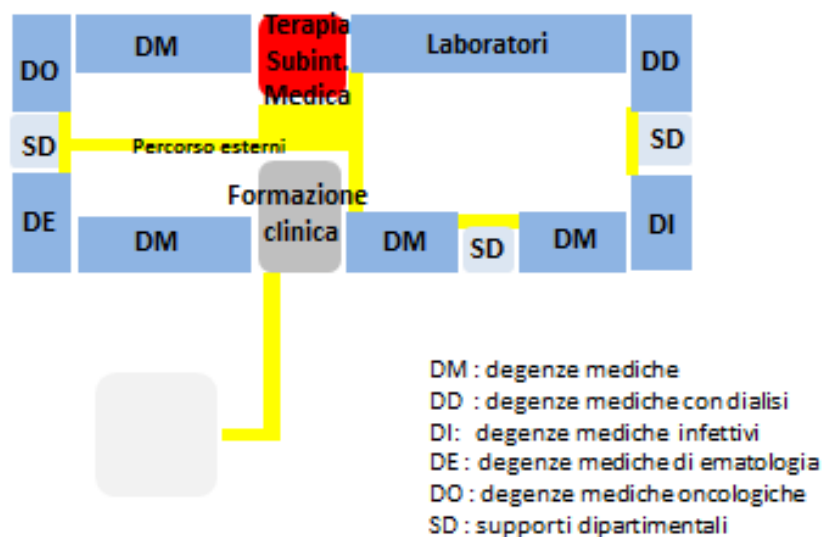 DO
DM
Terapia
Subint.
Medica
Laboratori
DD
SD
Percorso esterni
SD
DE
DM
Formazione
clinica
DM
SD
DM
DI
DM : degenze mediche
DD : degenze mediche con dialisi
DI: degenze mediche infettivi
DE : degenze mediche di ematologia
DO : degenze mediche oncologiche
SD : supporti dipartimentali